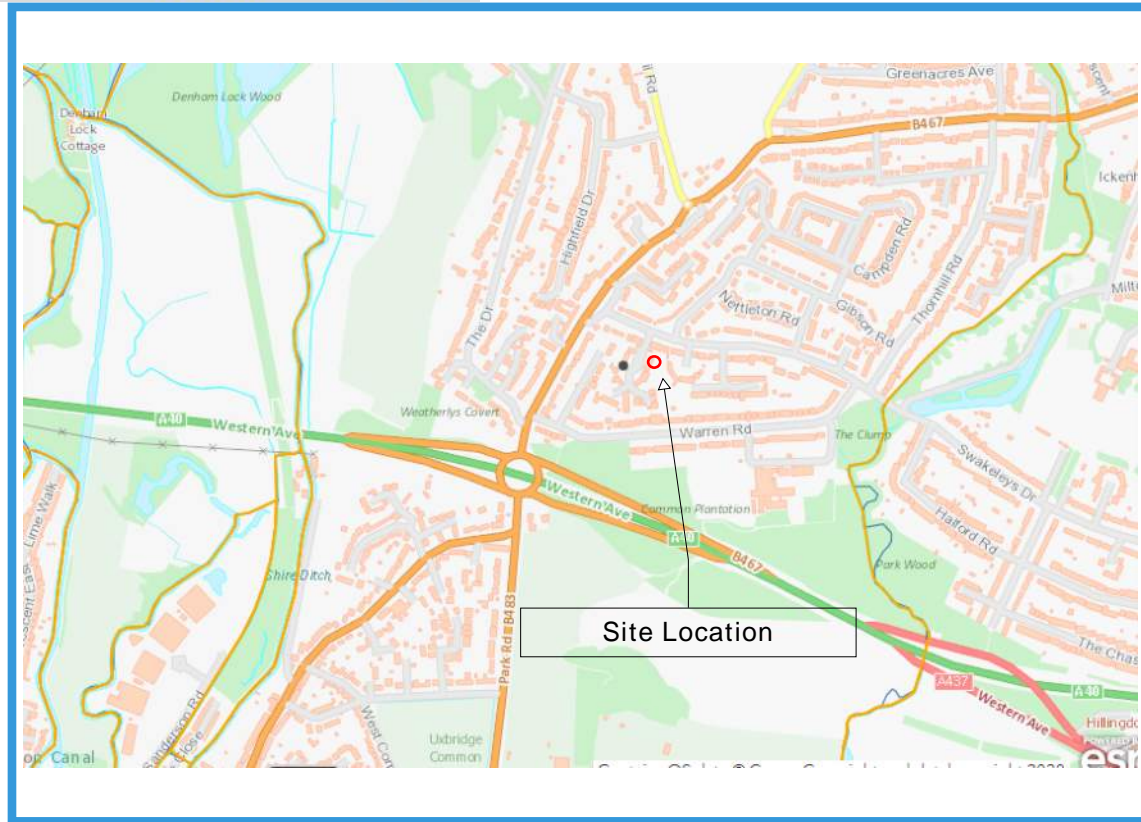 Greenacres Ave
Denham Lock Wood
Denham
Lock
Cottage
B467
Highfield Dr
Campden Rd
Thornhill Rd
Gibson Rd
Nettleton Rd
The Dr
Weatherlys Covert
Warren Rd
The Clump
A40
Western Ave
Swakeleys Dr
Western Ave
Common Plantation
A40
B467
Halford Rd
Park Wood
Lime Walk
Shire Ditch
Park Rd B483
Site Location
The Chas
A437
Western Ave
A40
Sanderson Rd
Close
Uxbridge
Common
Canal